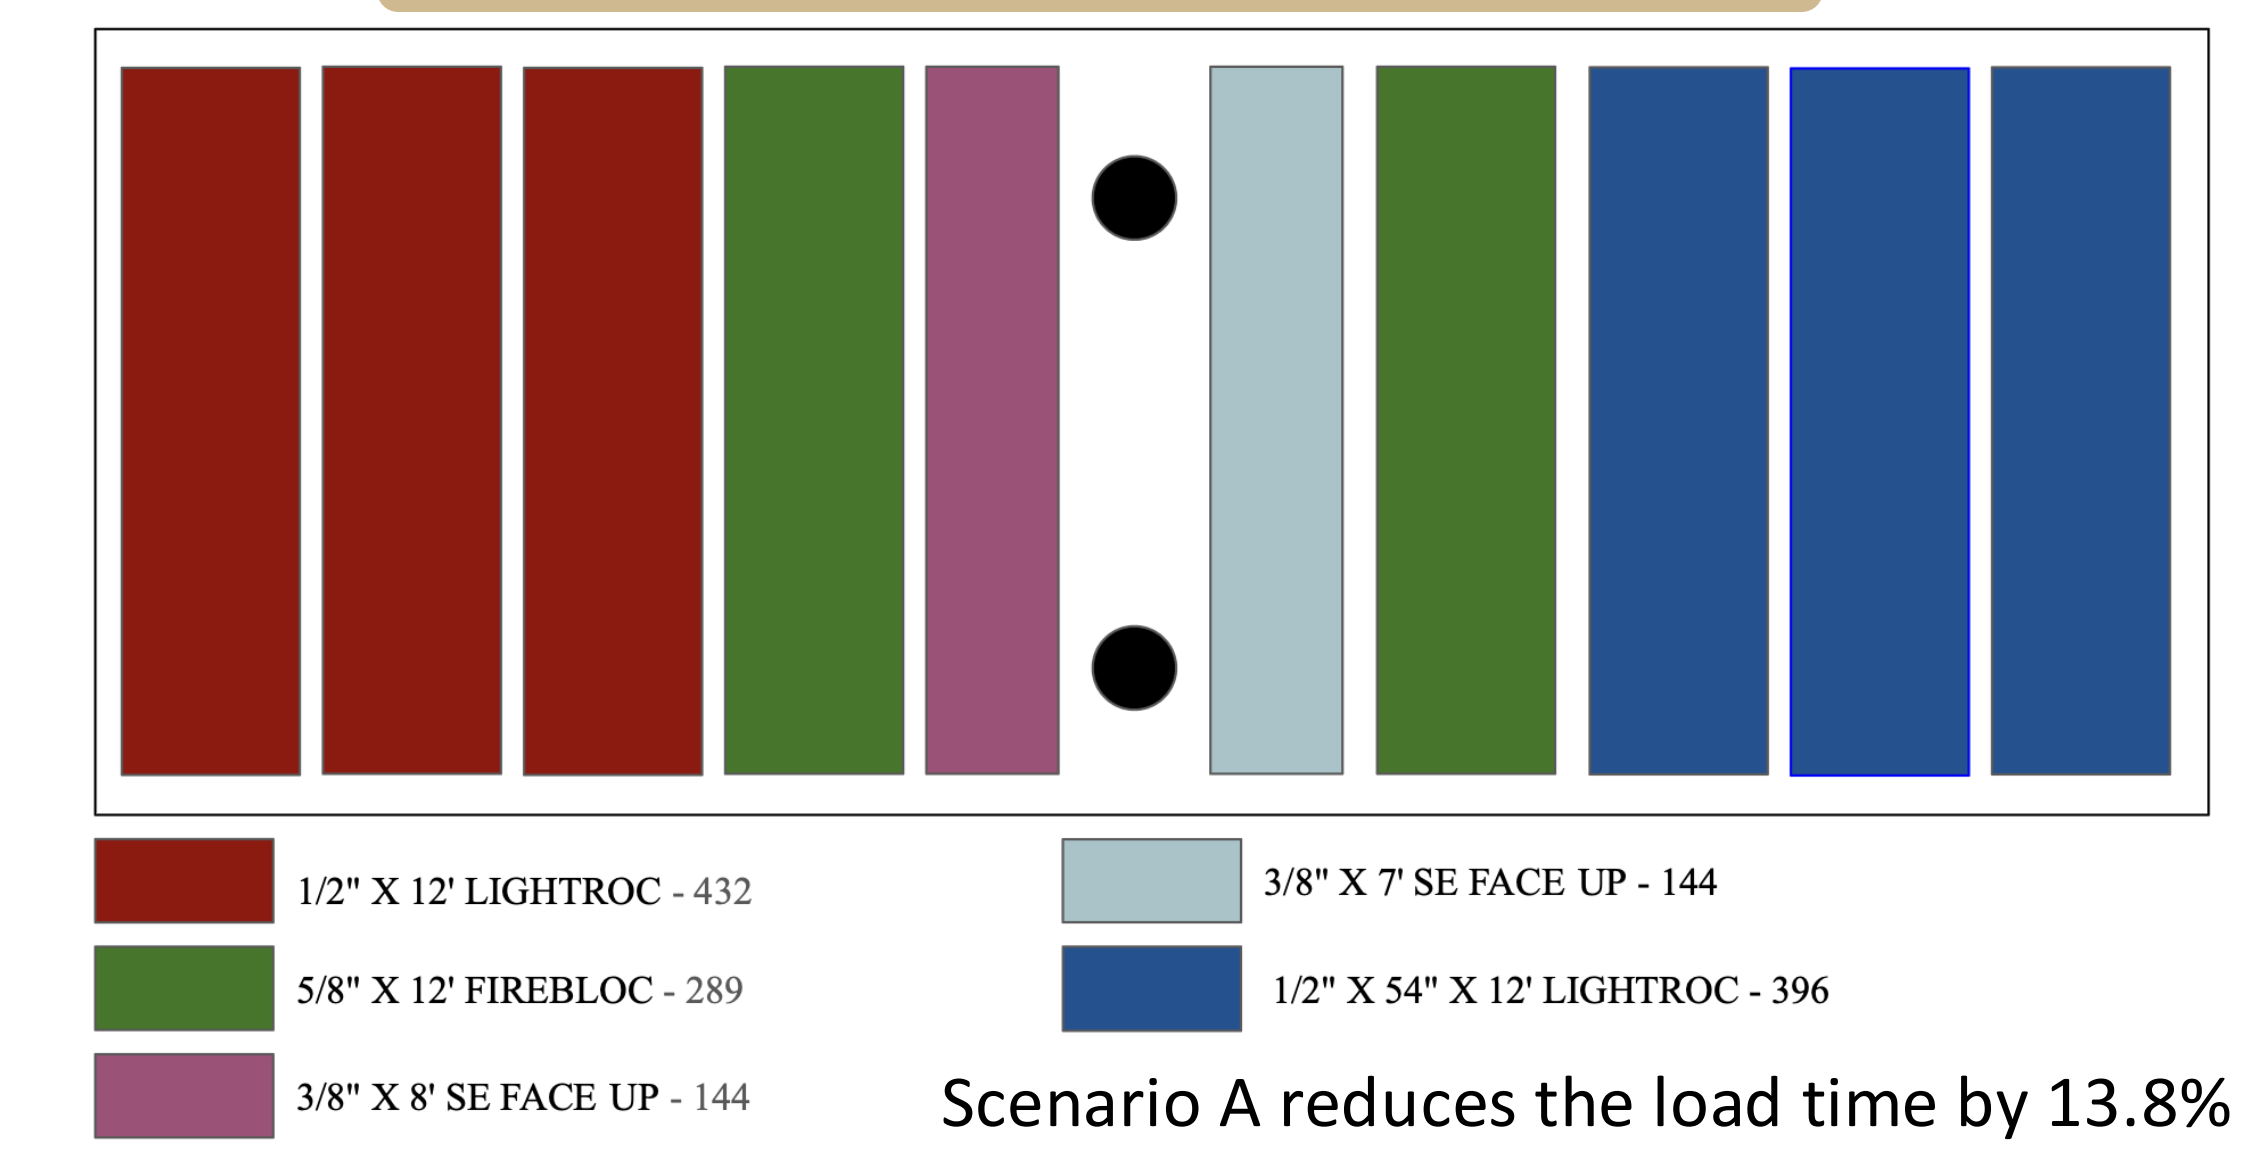 1/2" X 12' LIGHTROC - 432
5/8" X 12' FIREBLOC - 289
3/8" X 8' SE FACE UP - 144
3/8" X 7' SE FACE UP - 144
1/2" X 54" X 12' LIGHTROC - 396
Scenario A reduces the load time by 13.8%